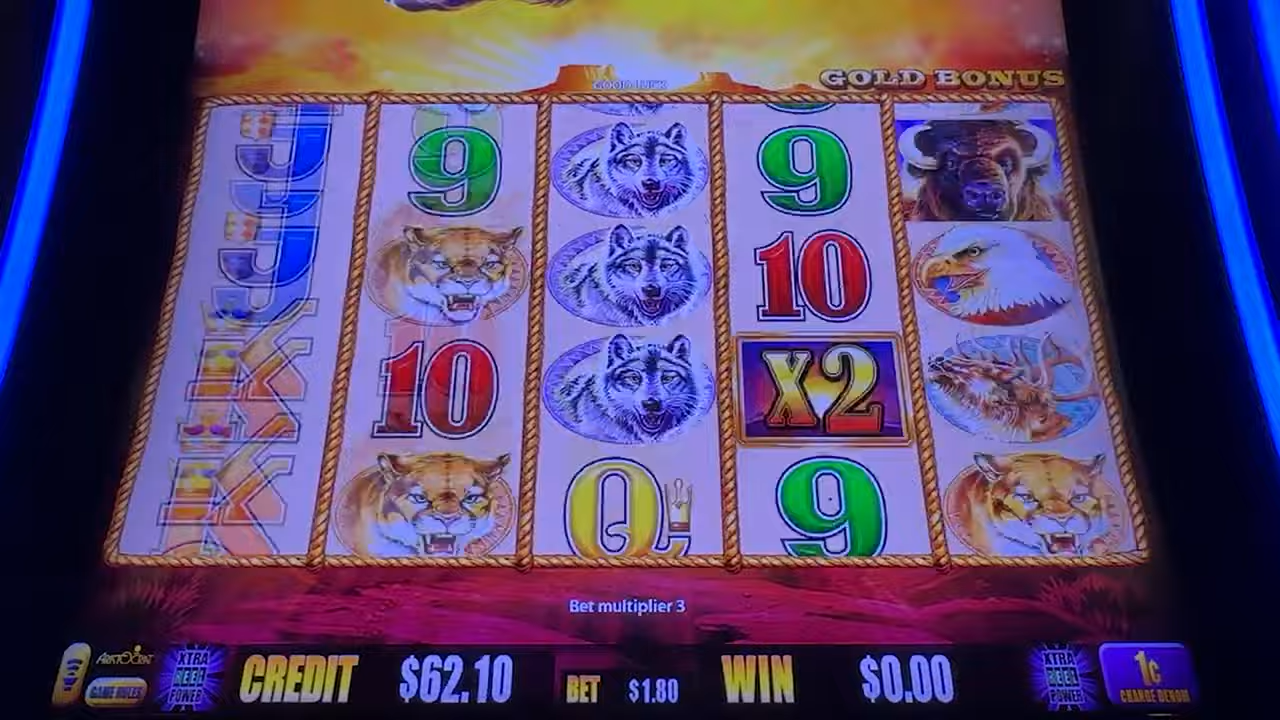 GOOD LUCK
GOLD BONUS
J 9 9
J 10
K 10 X2
K Q 9
Bet multiplier 3
ARISTOCRAT
GAME RULES
XTRA
REEL
POWER
CREDIT $62.10 BET $1.80 WIN $0.00
XTRA
REEL
POWER
1¢
CHANGE DENOM